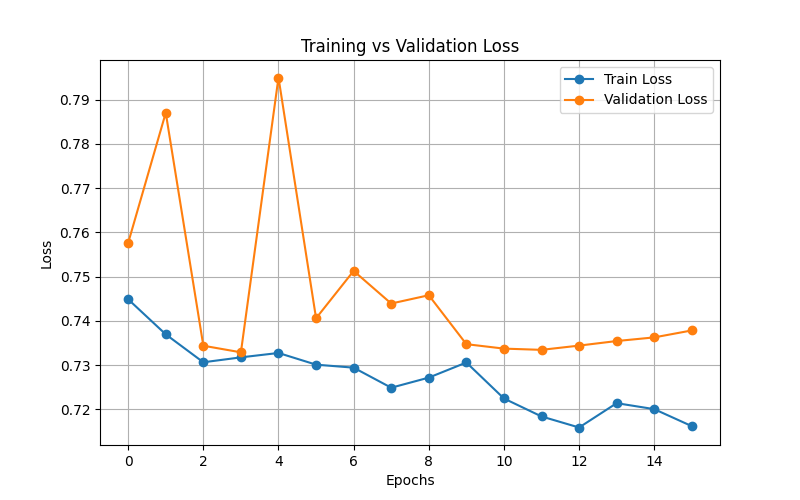 Training vs Validation Loss
Train Loss
Validation Loss
0.79
0.78
0.77
0.76
0.75
0.74
0.73
0.72
Loss
0 2 4 6 8 10 12 14
Epochs